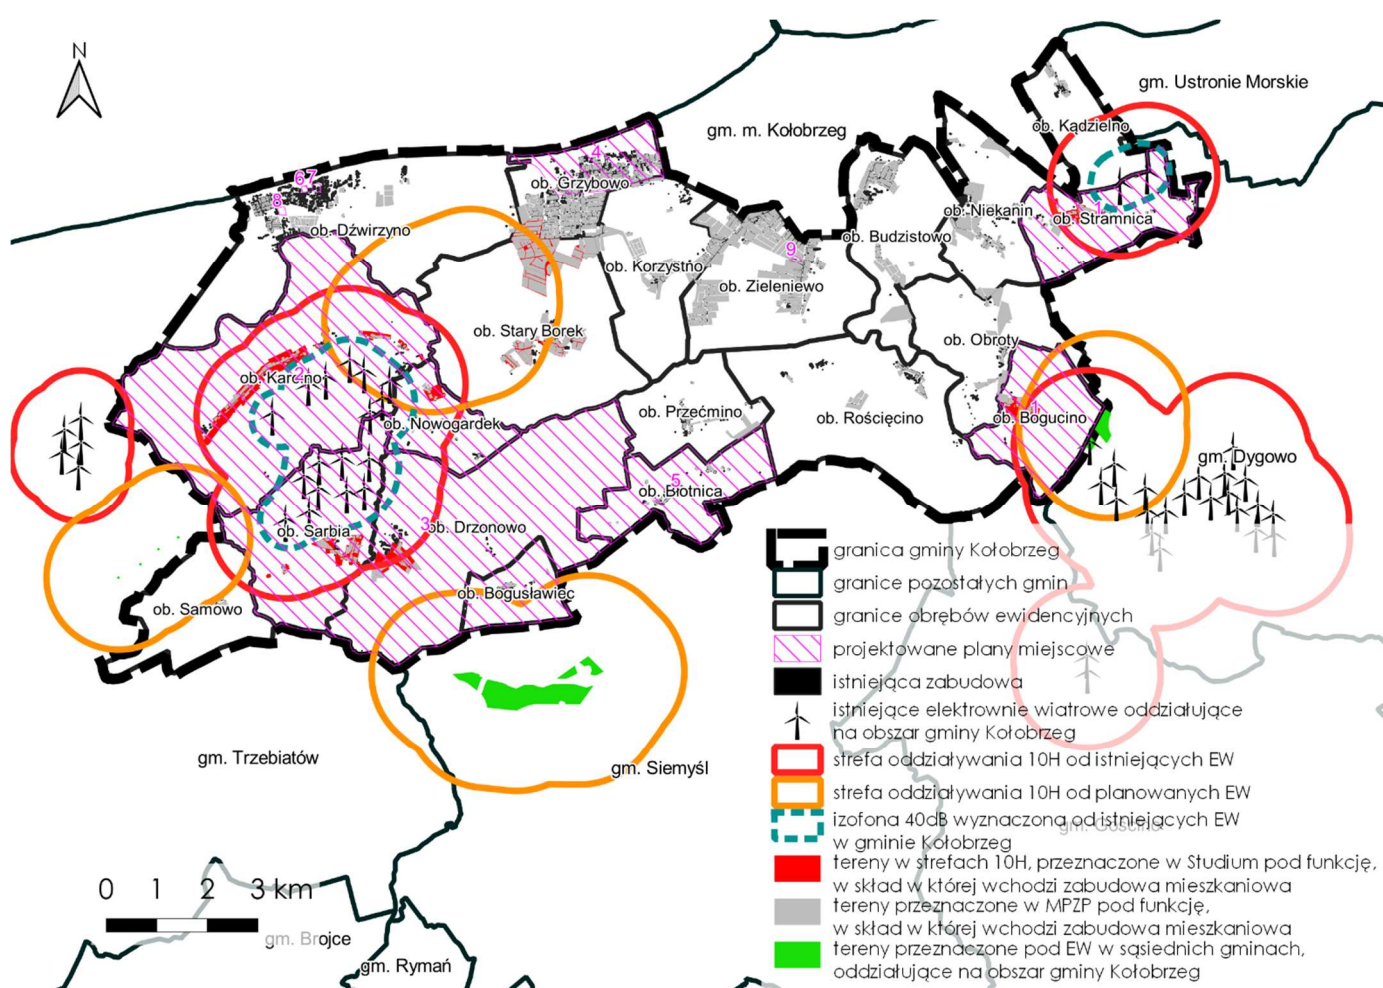 N
gm. Ustronie Morskie
gm. m. Kołobrzeg
ob. Kądzielno
4
67
ob. Grzybowo
8
1
ob. Niekanin
ob. Stramnica
ob. Dźwirzyno
ob. Budzistowo
9
ob. Korzystno
ob. Zieleniewo
ob. Stary Borek
ob. Obroty
2
ob. Karcino
ob. Przećmino
ob. Rościęcino
1
ob. Bogucino
ob. Nowogardek
gm. Dygowo
5
ob. Błotnica
3
ob. Sarbia
ob. Drzonowo
ob. Bogusławiec
ob. Samowo
gm. Trzebiatów
gm. Siemyśl
granica gminy Kołobrzeg
granice pozostałych gmin
granice obrębów ewidencyjnych
projektowane plany miejscowe
istniejąca zabudowa
istniejące elektrownie wiatrowe oddziałujące
na obszar gminy Kołobrzeg
strefa oddziaływania 10H od istniejących EW
strefa oddziaływania 10H od planowanych EW
izofona 40dB wyznaczona od istniejących EW
gm. Gościno
w gminie Kołobrzeg
tereny w strefach 10H, przeznaczone w Studium pod funkcję,
w skład w której wchodzi zabudowa mieszkaniowa
tereny przeznaczone w MPZP pod funkcję,
w skład w której wchodzi zabudowa mieszkaniowa
tereny przeznaczone pod EW w sąsiednich gminach,
oddziałujące na obszar gminy Kołobrzeg
0 1 2 3 km
gm. Brojce
gm. Rymań